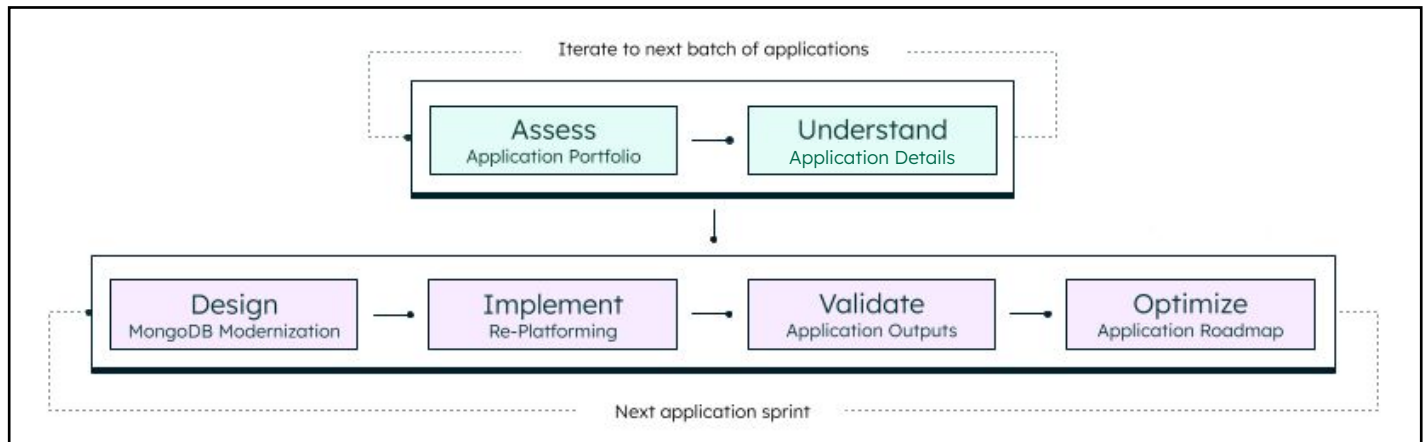 Iterate to next batch of applications
Assess
Application Portfolio
Understand
Application Details
Design
MongoDB Modernization
Implement
Re-Platforming
Validate
Application Outputs
Optimize
Application Roadmap
Next application sprint